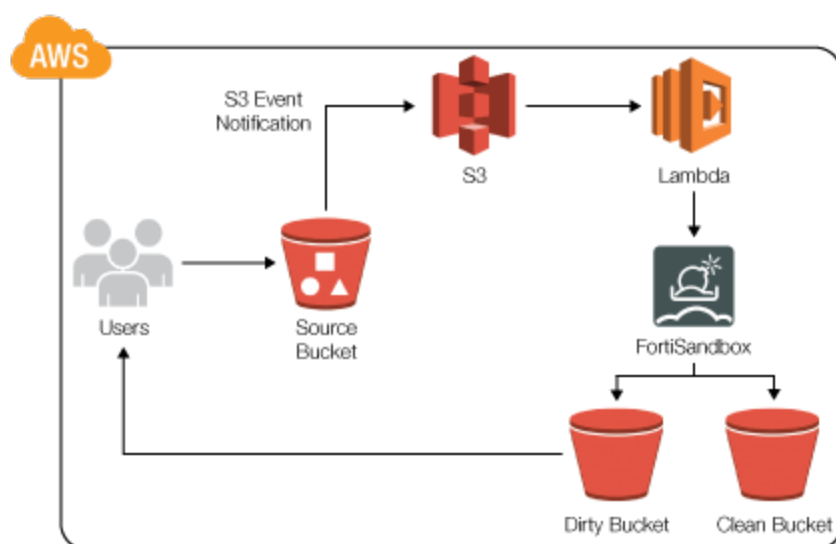 AWS
S3 Event
Notification
S3
Lambda
Users
Source
Bucket
FortiSandbox
Dirty Bucket
Clean Bucket